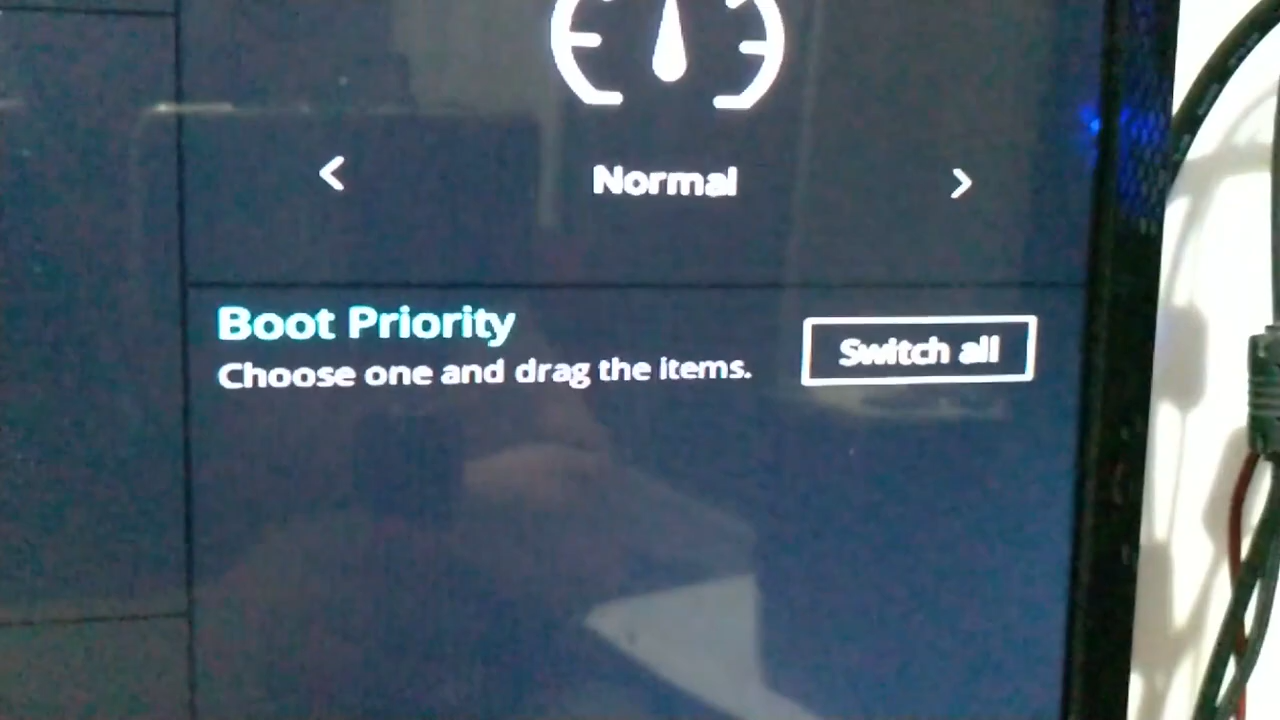 Normal
Boot Priority
Choose one and drag the items.
Switch all